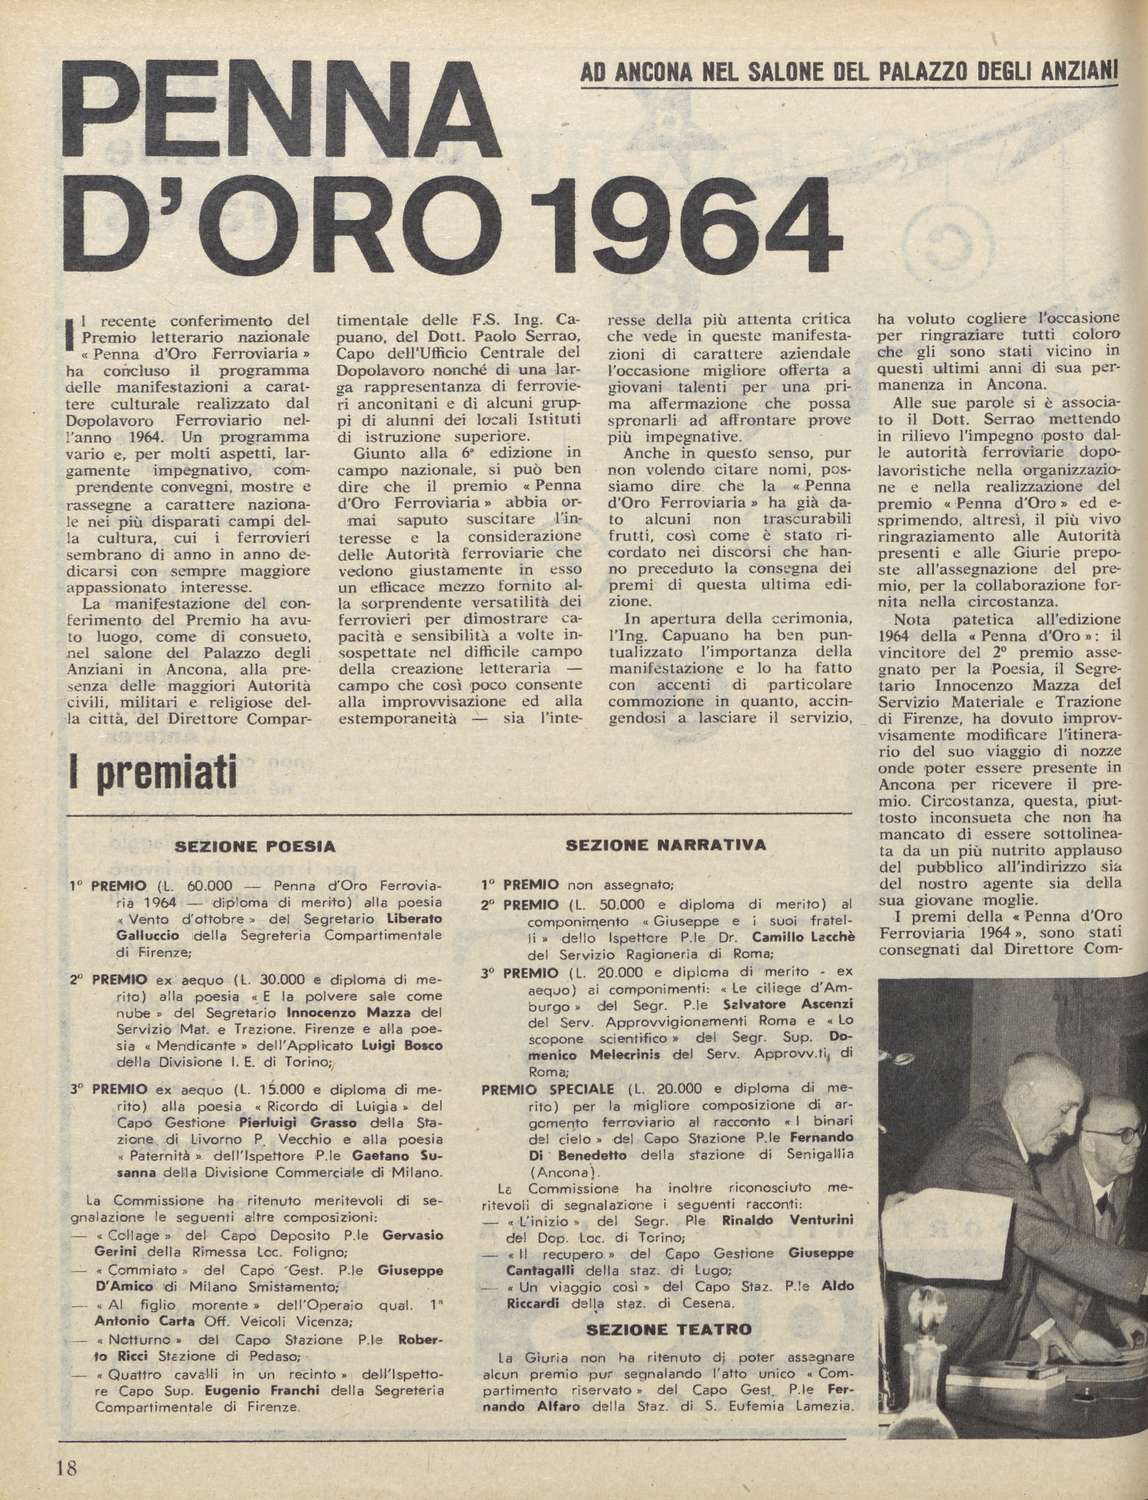 AD ANCONA NEL SALONE DEL PALAZZO DEGLI ANZIANI
PENNA
D'ORO 1964
Il recente conferimento del
Premio letterario nazionale
« Penna d'Oro Ferroviaria »
ha concluso il programma
delle manifestazioni a carat-
tere culturale realizzato dal
Dopolavoro Ferroviario nel-
l'anno 1964. Un programma
vario e, per molti aspetti, lar-
gamente impegnativo, com-
prendente convegni, mostre e
rassegne a carattere naziona-
le nei più disparati campi del-
la cultura, cui i ferrovieri
sembrano di anno in anno de-
dicarsi con sempre maggiore
appassionato interesse.
La manifestazione del con-
ferimento del Premio ha avu-
to luogo, come di consueto,
nel salone del Palazzo degli
Anziani in Ancona, alla pre-
senza delle maggiori Autorità
civili, militari e religiose del-
la città, del Direttore Compar-
timentale delle F.S. Ing. Ca-
puano, del Dott. Paolo Serrao,
Capo dell'Ufficio Centrale del
Dopolavoro nonché di una lar-
ga rappresentanza di ferrovie-
ri anconitani e di alcuni grup-
pi di alunni dei locali Istituti
di istruzione superiore.
Giunto alla 6ª edizione in
campo nazionale, si può ben
dire che il premio « Penna
d'Oro Ferroviaria » abbia or-
mai saputo suscitare l'in-
teresse e la considerazione
delle Autorità ferroviarie che
vedono giustamente in esso
un efficace mezzo fornito al-
la sorprendente versatilità dei
ferrovieri per dimostrare ca-
pacità e sensibilità a volte in-
sospettate nel difficile campo
della creazione letteraria —
campo che così poco consente
alla improvvisazione ed alla
estemporaneità — sia l'inte-
resse della più attenta critica
che vede in queste manifesta-
zioni di carattere aziendale
l'occasione migliore offerta a
giovani talenti per una pri-
ma affermazione che possa
spronarli ad affrontare prove
più impegnative.
Anche in questo senso, pur
non volendo citare nomi, pos-
siamo dire che la « Penna
d'Oro Ferroviaria » ha già da-
to alcuni non trascurabili
frutti, così come è stato ri-
cordato nei discorsi che han-
no preceduto la consegna dei
premi di questa ultima edi-
zione.
In apertura della cerimonia,
l'Ing. Capuano ha ben pun-
tualizzato l'importanza della
manifestazione e lo ha fatto
con accenti di particolare
commozione in quanto, accin-
gendosi a lasciare il servizio,
ha voluto cogliere l'occasione
per ringraziare tutti coloro
che gli sono stati vicino in
questi ultimi anni di sua per-
manenza in Ancona.
Alle sue parole si è associa-
to il Dott. Serrao mettendo
in rilievo l'impegno posto dal-
le autorità ferroviarie dopo-
lavoristiche nella organizzazio-
ne e nella realizzazione del
premio « Penna d'Oro » ed e-
sprimendo, altresì, il più vivo
ringraziamento alle Autorità
presenti e alle Giurie prepo-
ste all'assegnazione del pre-
mio, per la collaborazione for-
nita nella circostanza.
Nota patetica all'edizione
1964 della « Penna d'Oro »: il
vincitore del 2º premio asse-
gnato per la Poesia, il Segre-
tario Innocenzo Mazza del
Servizio Materiale e Trazione
di Firenze, ha dovuto improv-
visamente modificare l'itinera-
rio del suo viaggio di nozze
onde poter essere presente in
Ancona per ricevere il pre-
mio. Circostanza, questa, piut-
tosto inconsueta che non ha
mancato di essere sottolinea-
ta da un più nutrito applauso
del pubblico all'indirizzo sia
del nostro agente sia della
sua giovane moglie.
I premi della « Penna d'Oro
Ferroviaria 1964 », sono stati
consegnati dal Direttore Com-
I premiati
SEZIONE POESIA
1º PREMIO (L. 60.000 — Penna d'Oro Ferrovia-
ria 1964 — diploma di merito) alla poesia
« Vento d'ottobre » del Segretario Liberato
Galluccio della Segreteria Compartimentale
di Firenze;
2º PREMIO ex aequo (L. 30.000 e diploma di me-
rito) alla poesia « E la polvere sale come
nube » del Segretario Innocenzo Mazza del
Servizio Mat. e Trazione. Firenze e alla poe-
sia « Mendicante » dell'Applicato Luigi Bosco
della Divisione I. E. di Torino;
3º PREMIO ex aequo (L. 15.000 e diploma di me-
rito) alla poesia « Ricordo di Luigia » del
Capo Gestione Pierluigi Grasso della Sta-
zione di Livorno P. Vecchio e alla poesia
« Paternità » dell'Ispettore P.le Gaetano Su-
sanna della Divisione Commerciale di Milano.
La Commissione ha ritenuto meritevoli di se-
gnalazione le seguenti altre composizioni:
— « Collage » del Capo Deposito P.le Gervasio
Gerini della Rimessa Loc. Foligno;
— « Commiato » del Capo Gest. P.le Giuseppe
D'Amico di Milano Smistamento;
— « Al figlio morente » dell'Operaio qual. 1ª
Antonio Carta Off. Veicoli Vicenza;
— « Notturno » del Capo Stazione P.le Rober-
to Ricci Stazione di Pedaso;
— « Quattro cavalli in un recinto » dell'Ispetto-
re Capo Sup. Eugenio Franchi della Segreteria
Compartimentale di Firenze.
SEZIONE NARRATIVA
1º PREMIO non assegnato;
2º PREMIO (L. 50.000 e diploma di merito) al
componimento « Giuseppe e i suoi fratel-
li » dello Ispettore P.le Dr. Camillo Lacchè
del Servizio Ragioneria di Roma;
3º PREMIO (L. 20.000 e diploma di merito - ex
aequo) ai componimenti: « Le ciliege d'Am-
burgo » del Segr. P.le Salvatore Ascenzi
del Serv. Approvvigionamenti Roma e « Lo
scopone scientifico » del Segr. Sup. Do-
menico Melecrinis del Serv. Approvv.ti, di
Roma;
PREMIO SPECIALE (L. 20.000 e diploma di me-
rito) per la migliore composizione di ar-
gomento ferroviario al racconto « I binari
del cielo » del Capo Stazione P.le Fernando
Di Benedetto della stazione di Senigallia
(Ancona).
La Commissione ha inoltre riconosciuto me-
ritevoli di segnalazione i seguenti racconti:
— « L'inizio » del Segr. Ple Rinaldo Venturini
del Dop. Loc. di Torino;
— « Il recupero » del Capo Gestione Giuseppe
Cantagalli della staz. di Lugo;
— « Un viaggio così » del Capo Staz. P.le Aldo
Riccardi della staz. di Cesena.
SEZIONE TEATRO
La Giuria non ha ritenuto di poter assegnare
alcun premio pur segnalando l'atto unico « Com-
partimento riservato » del Capo Gest. P.le Fer-
nando Alfaro della Staz. di S. Eufemia Lamezia.
18